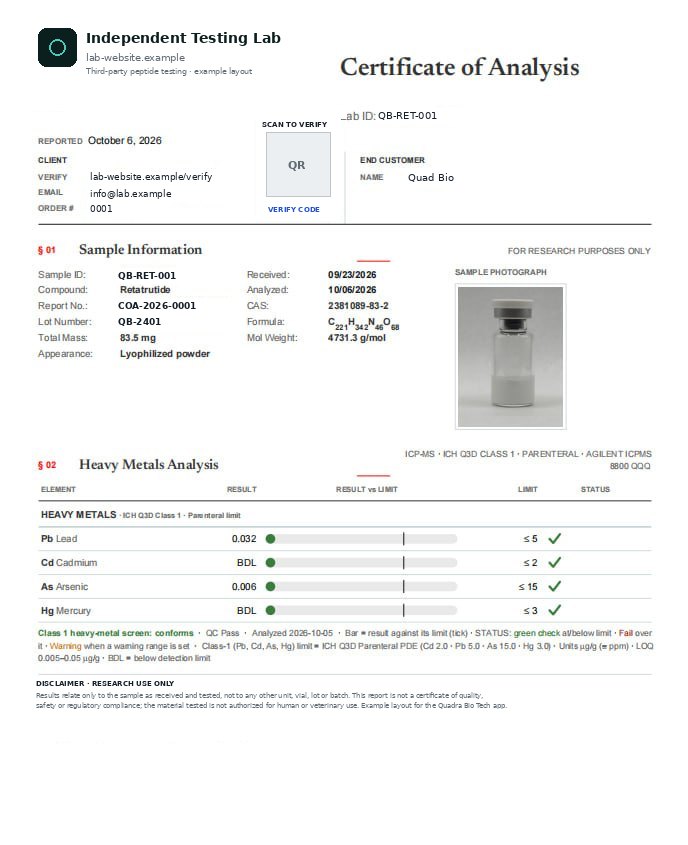 Independent Testing Lab
lab-website.example
Third-party peptide testing · example layout
Certificate of Analysis
Lab ID: QB-RET-001
SCAN TO VERIFY
REPORTED October 6, 2026
QR
CLIENT
END CUSTOMER
VERIFY lab-website.example/verify
NAME Quad Bio
EMAIL info@lab.example
ORDER # 0001
VERIFY CODE
§ 01 Sample Information
FOR RESEARCH PURPOSES ONLY
Sample ID: QB-RET-001 Received: 09/23/2026
SAMPLE PHOTOGRAPH
Compound: Retatrutide Analyzed: 10/06/2026
Report No.: COA-2026-0001 CAS: 2381089-83-2
Lot Number: QB-2401 Formula: C221H342N46O68
Total Mass: 83.5 mg Mol Weight: 4731.3 g/mol
Appearance: Lyophilized powder
ICP-MS · ICH Q3D CLASS 1 · PARENTERAL · AGILENT ICPMS
8800 QQQ
§ 02 Heavy Metals Analysis
ELEMENT RESULT RESULT vs LIMIT LIMIT STATUS
HEAVY METALS · ICH Q3D Class 1 · Parenteral limit
Pb Lead 0.032 ≤ 5 ✓
Cd Cadmium BDL ≤ 2 ✓
As Arsenic 0.006 ≤ 15 ✓
Hg Mercury BDL ≤ 3 ✓
Class 1 heavy-metal screen: conforms · QC Pass · Analyzed 2026-10-05 · Bar = result against its limit (tick) · STATUS: green check at/below limit · Fail over
it · Warning when a warning range is set · Class-1 (Pb, Cd, As, Hg) limit = ICH Q3D Parenteral PDE (Cd 2.0 · Pb 5.0 · As 15.0 · Hg 3.0) · Units µg/g (≡ ppm) · LOQ
0.005–0.05 µg/g · BDL = below detection limit
DISCLAIMER · RESEARCH USE ONLY
Results relate only to the sample as received and tested, not to any other unit, vial, lot or batch. This report is not a certificate of quality,
safety or regulatory compliance; the material tested is not authorized for human or veterinary use. Example layout for the Quadra Bio Tech app.